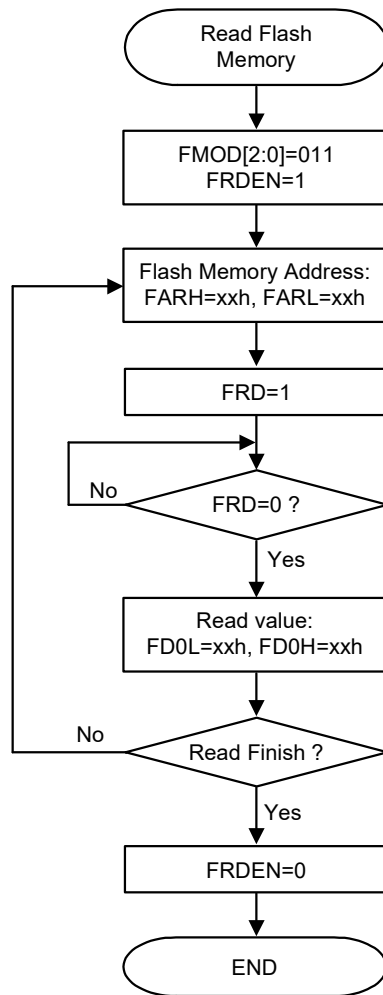 Read Flash
Memory
FMOD[2:0]=011
FRDEN=1
Flash Memory Address:
FARH=xxh, FARL=xxh
FRD=1
No
FRD=0 ?
Yes
Read value:
FD0L=xxh, FD0H=xxh
No
Read Finish ?
Yes
FRDEN=0
END